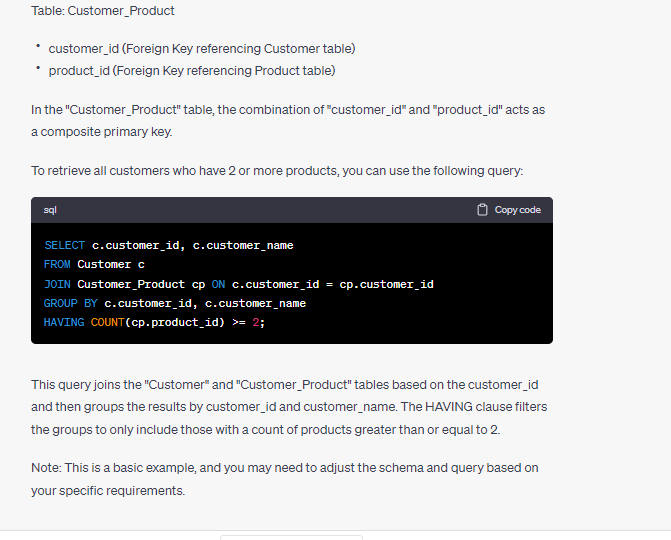 Table: Customer_Product
• customer_id (Foreign Key referencing Customer table)
• product_id (Foreign Key referencing Product table)
In the "Customer_Product" table, the combination of "customer_id" and "product_id" acts as
a composite primary key.
To retrieve all customers who have 2 or more products, you can use the following query:
sql Copy code
SELECT c.customer_id, c.customer_name
FROM Customer c
JOIN Customer_Product cp ON c.customer_id = cp.customer_id
GROUP BY c.customer_id, c.customer_name
HAVING COUNT(cp.product_id) >= 2;
This query joins the "Customer" and "Customer_Product" tables based on the customer_id
and then groups the results by customer_id and customer_name. The HAVING clause filters
the groups to only include those with a count of products greater than or equal to 2.
Note: This is a basic example, and you may need to adjust the schema and query based on
your specific requirements.